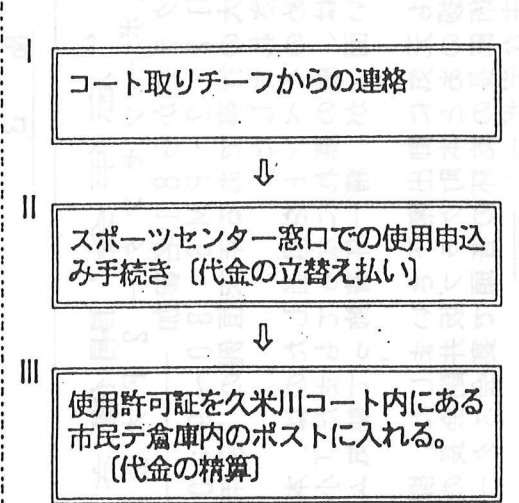 I
コート取りチーフからの連絡
⇩
II
スポーツセンター窓口での使用申込
み手続き〔代金の立替え払い〕
⇩
III
使用許可証を久米川コート内にある
市民テ倉庫内のポストに入れる。
〔代金の精算〕